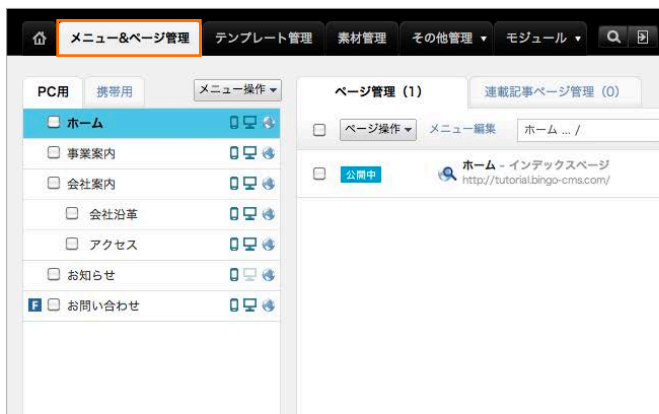 メニュー&ページ管理 テンプレート管理 素材管理 その他管理 ▼ モジュール ▼
PC用 携帯用 メニュー操作▼
ホーム
事業案内
会社案内
会社沿革
アクセス
お知らせ
F お問い合わせ
ページ管理（1） 連載記事ページ管理（0）
ページ操作▼ メニュー編集 ホーム ... /
公開中 ホーム - インデックスページ
http://tutorial.bingo-cms.com/